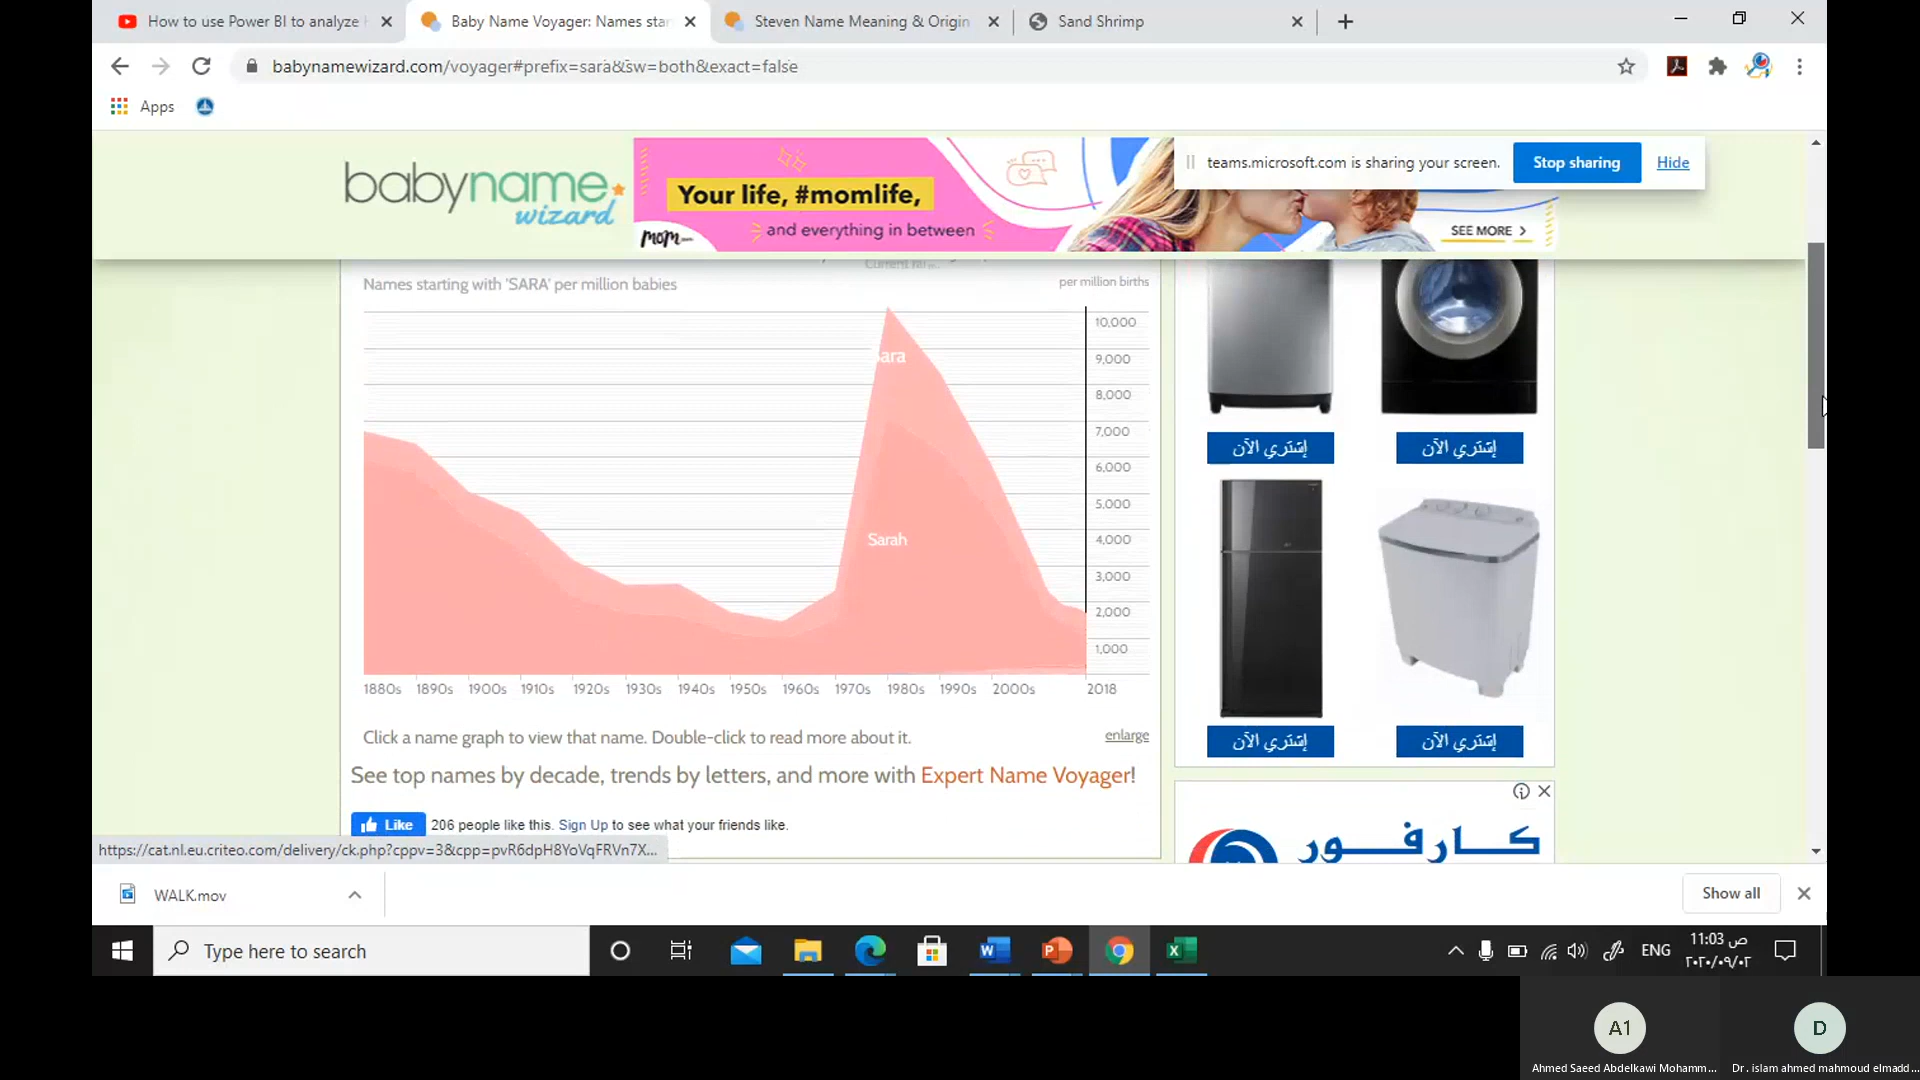 How to use Power BI to analyze
Baby Name Voyager: Names star
Steven Name Meaning & Origin
Sand Shrimp
babynamewizard.com/voyager#prefix=sara&sw=both&exact=false
Apps
babyname
wizard
Your life, #momlife,
and everything in between
mom.com
SEE MORE >
teams.microsoft.com is sharing your screen.
Stop sharing
Hide
Names starting with 'SARA' per million babies
per million births
10,000
9,000
8,000
7,000
6,000
5,000
4,000
3,000
2,000
1,000
Sara
Sarah
1880s 1890s 1900s 1910s 1920s 1930s 1940s 1950s 1960s 1970s 1980s 1990s 2000s 2018
Click a name graph to view that name. Double-click to read more about it.
enlarge
See top names by decade, trends by letters, and more with Expert Name Voyager!
Like
206 people like this. Sign Up to see what your friends like.
إشتري الآن
إشتري الآن
إشتري الآن
إشتري الآن
كارفور
https://cat.nl.eu.criteo.com/delivery/ck.php?cppv=3&cpp=pvR6dpH8YoVqFRVn7X...
WALK.mov
Show all
Type here to search
ENG
11:03 ص
٢٠٢٠/٠٩/٠٢
A1
D
Ahmed Saeed Abdelkawi Mohamm...
Dr. islam ahmed mahmoud elmadd...